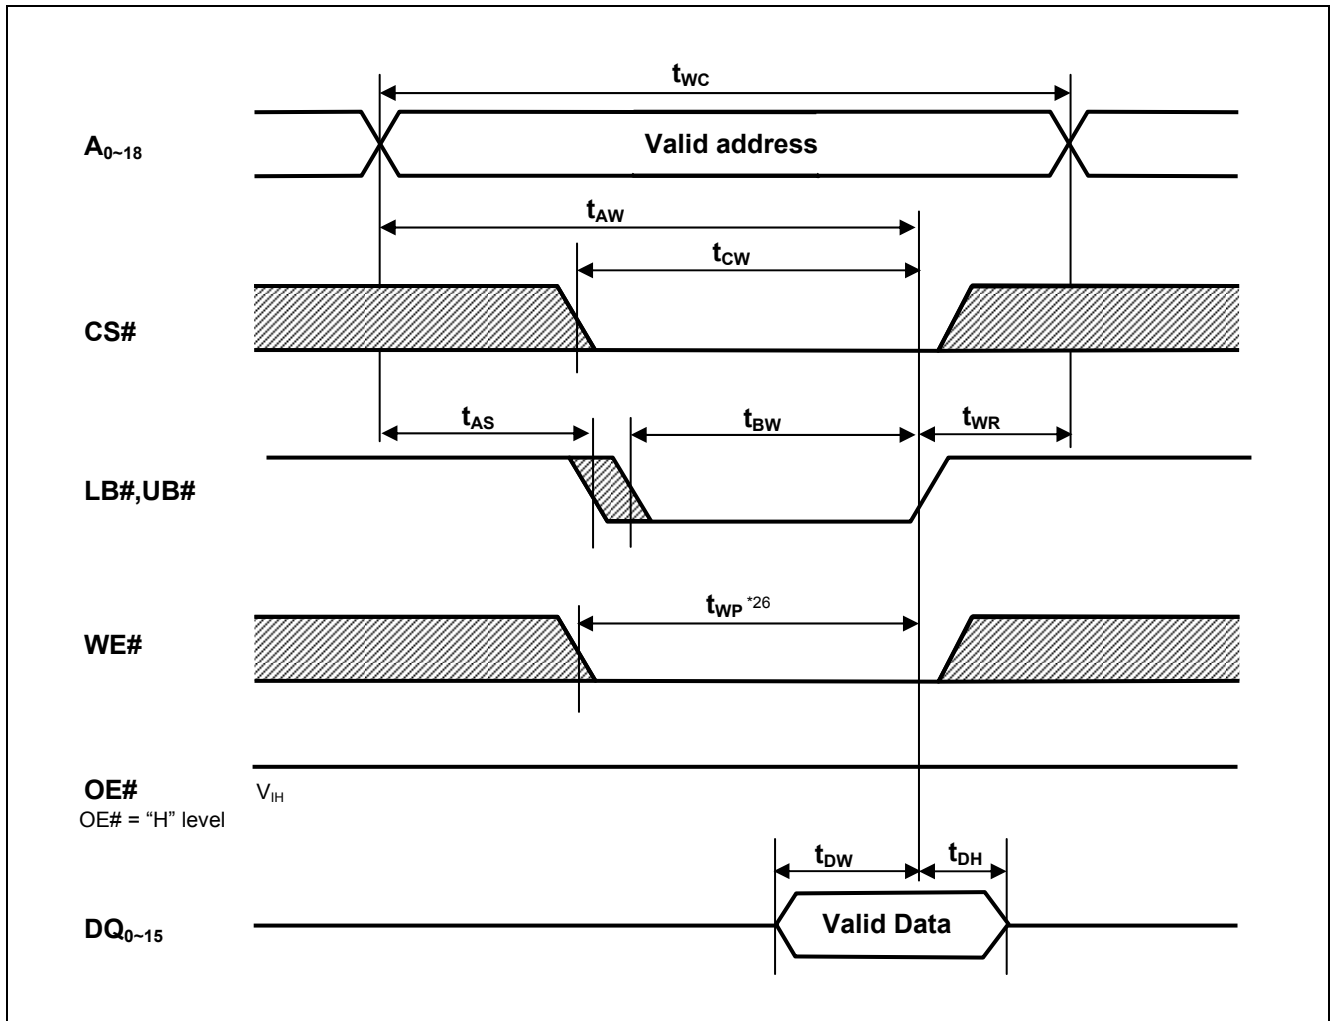 tWC
A0~18
Valid address
tAW
tCW
CS#
tAS
tBW
tWR
LB#,UB#
tWP *26
WE#
OE#
VIH
OE# = “H” level
tDW
tDH
DQ0~15
Valid Data